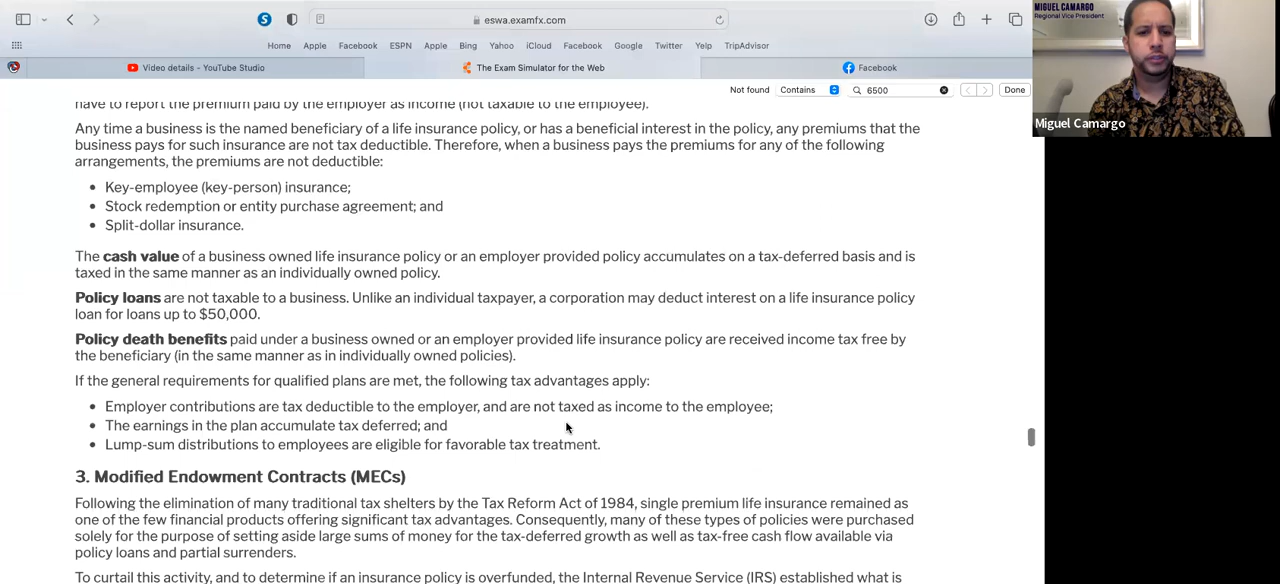 eswa.examfx.com
Home Apple Facebook ESPN Apple Bing Yahoo iCloud Facebook Google Twitter Yelp TripAdvisor
Video details - YouTube Studio The Exam Simulator for the Web Facebook
Not found Contains 6500 Done
MIGUEL CAMARGO
Regional Vice President
Miguel Camargo
have to report the premium paid by the employer as income (not taxable to the employee).
Any time a business is the named beneficiary of a life insurance policy, or has a beneficial interest in the policy, any premiums that the
business pays for such insurance are not tax deductible. Therefore, when a business pays the premiums for any of the following
arrangements, the premiums are not deductible:
• Key-employee (key-person) insurance;
• Stock redemption or entity purchase agreement; and
• Split-dollar insurance.
The cash value of a business owned life insurance policy or an employer provided policy accumulates on a tax-deferred basis and is
taxed in the same manner as an individually owned policy.
Policy loans are not taxable to a business. Unlike an individual taxpayer, a corporation may deduct interest on a life insurance policy
loan for loans up to $50,000.
Policy death benefits paid under a business owned or an employer provided life insurance policy are received income tax free by
the beneficiary (in the same manner as in individually owned policies).
If the general requirements for qualified plans are met, the following tax advantages apply:
• Employer contributions are tax deductible to the employer, and are not taxed as income to the employee;
• The earnings in the plan accumulate tax deferred; and
• Lump-sum distributions to employees are eligible for favorable tax treatment.
3. Modified Endowment Contracts (MECs)
Following the elimination of many traditional tax shelters by the Tax Reform Act of 1984, single premium life insurance remained as
one of the few financial products offering significant tax advantages. Consequently, many of these types of policies were purchased
solely for the purpose of setting aside large sums of money for the tax-deferred growth as well as tax-free cash flow available via
policy loans and partial surrenders.
To curtail this activity, and to determine if an insurance policy is overfunded, the Internal Revenue Service (IRS) established what is